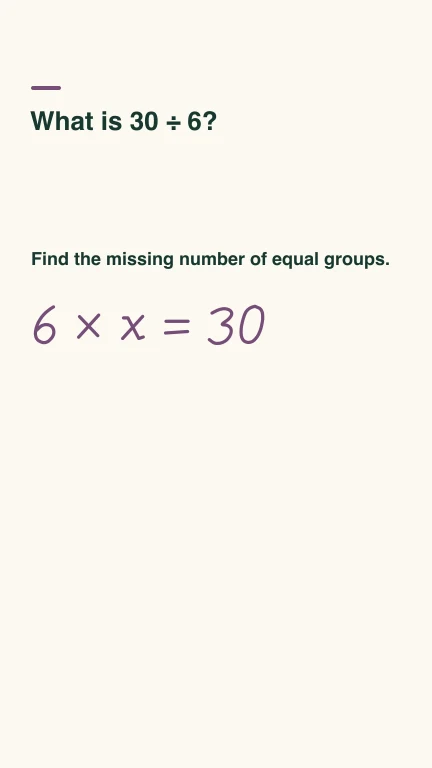 What is 30 ÷ 6?
Find the missing number of equal groups.
6 × x = 30